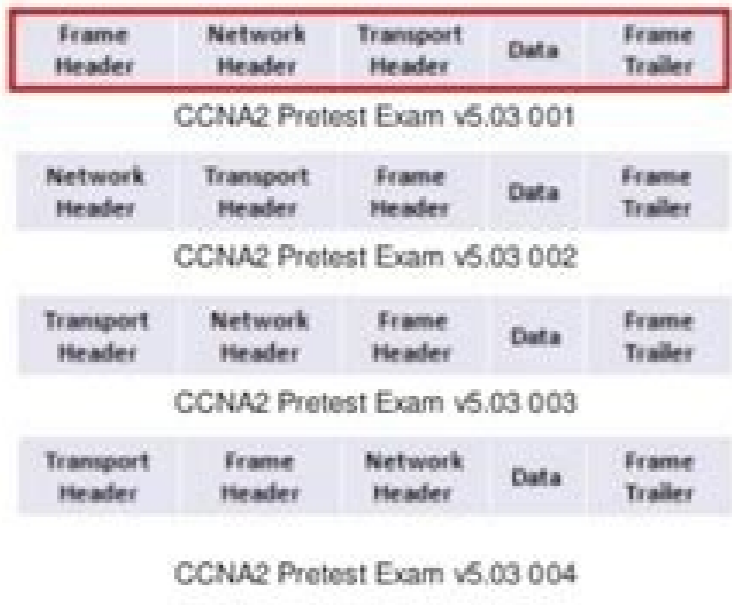 Frame Network Transport Data Frame
Header Header Header Trailer
CCNA2 Pretest Exam v5.03 001
Network Transport Frame Data Frame
Header Header Header Trailer
CCNA2 Pretest Exam v5.03 002
Transport Network Frame Data Frame
Header Header Header Trailer
CCNA2 Pretest Exam v5.03 003
Transport Frame Network Data Frame
Header Header Header Trailer
CCNA2 Pretest Exam v5.03 004